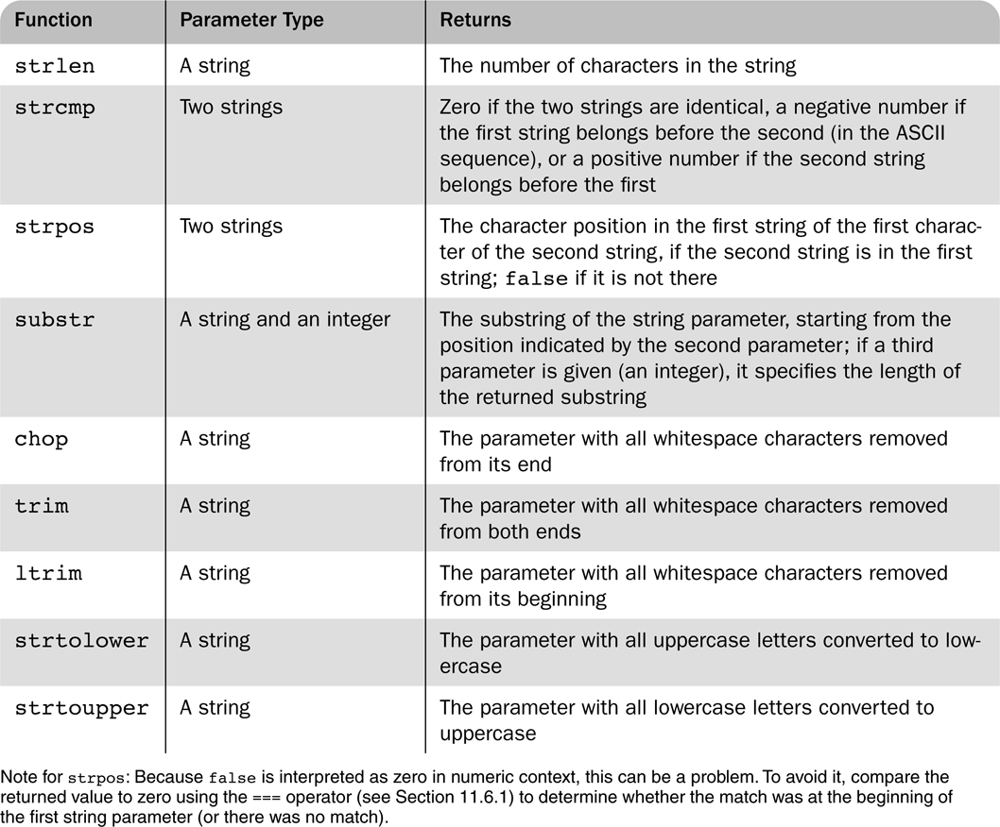 Function Parameter Type Returns
strlen A string The number of characters in the string
strcmp Two strings Zero if the two strings are identical, a negative number if
the first string belongs before the second (in the ASCII
sequence), or a positive number if the second string
belongs before the first
strpos Two strings The character position in the first string of the first charac-
ter of the second string, if the second string is in the first
string; false if it is not there
substr A string and an integer The substring of the string parameter, starting from the
position indicated by the second parameter; if a third
parameter is given (an integer), it specifies the length of
the returned substring
chop A string The parameter with all whitespace characters removed
from its end
trim A string The parameter with all whitespace characters removed
from both ends
ltrim A string The parameter with all whitespace characters removed
from its beginning
strtolower A string The parameter with all uppercase letters converted to low-
ercase
strtoupper A string The parameter with all lowercase letters converted to
uppercase
Note for strpos: Because false is interpreted as zero in numeric context, this can be a problem. To avoid it, compare the
returned value to zero using the === operator (see Section 11.6.1) to determine whether the match was at the beginning of
the first string parameter (or there was no match).